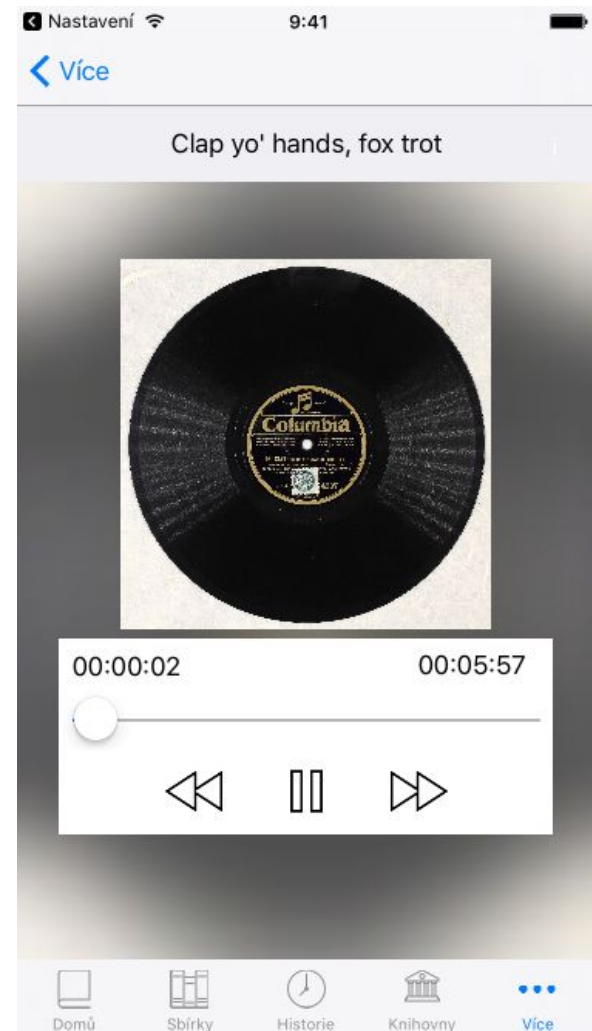 Nastavení 9:41
Více
Clap yo' hands, fox trot
Columbia
00:00:02 00:05:57
Domů Sbírky Historie Knihovny Více